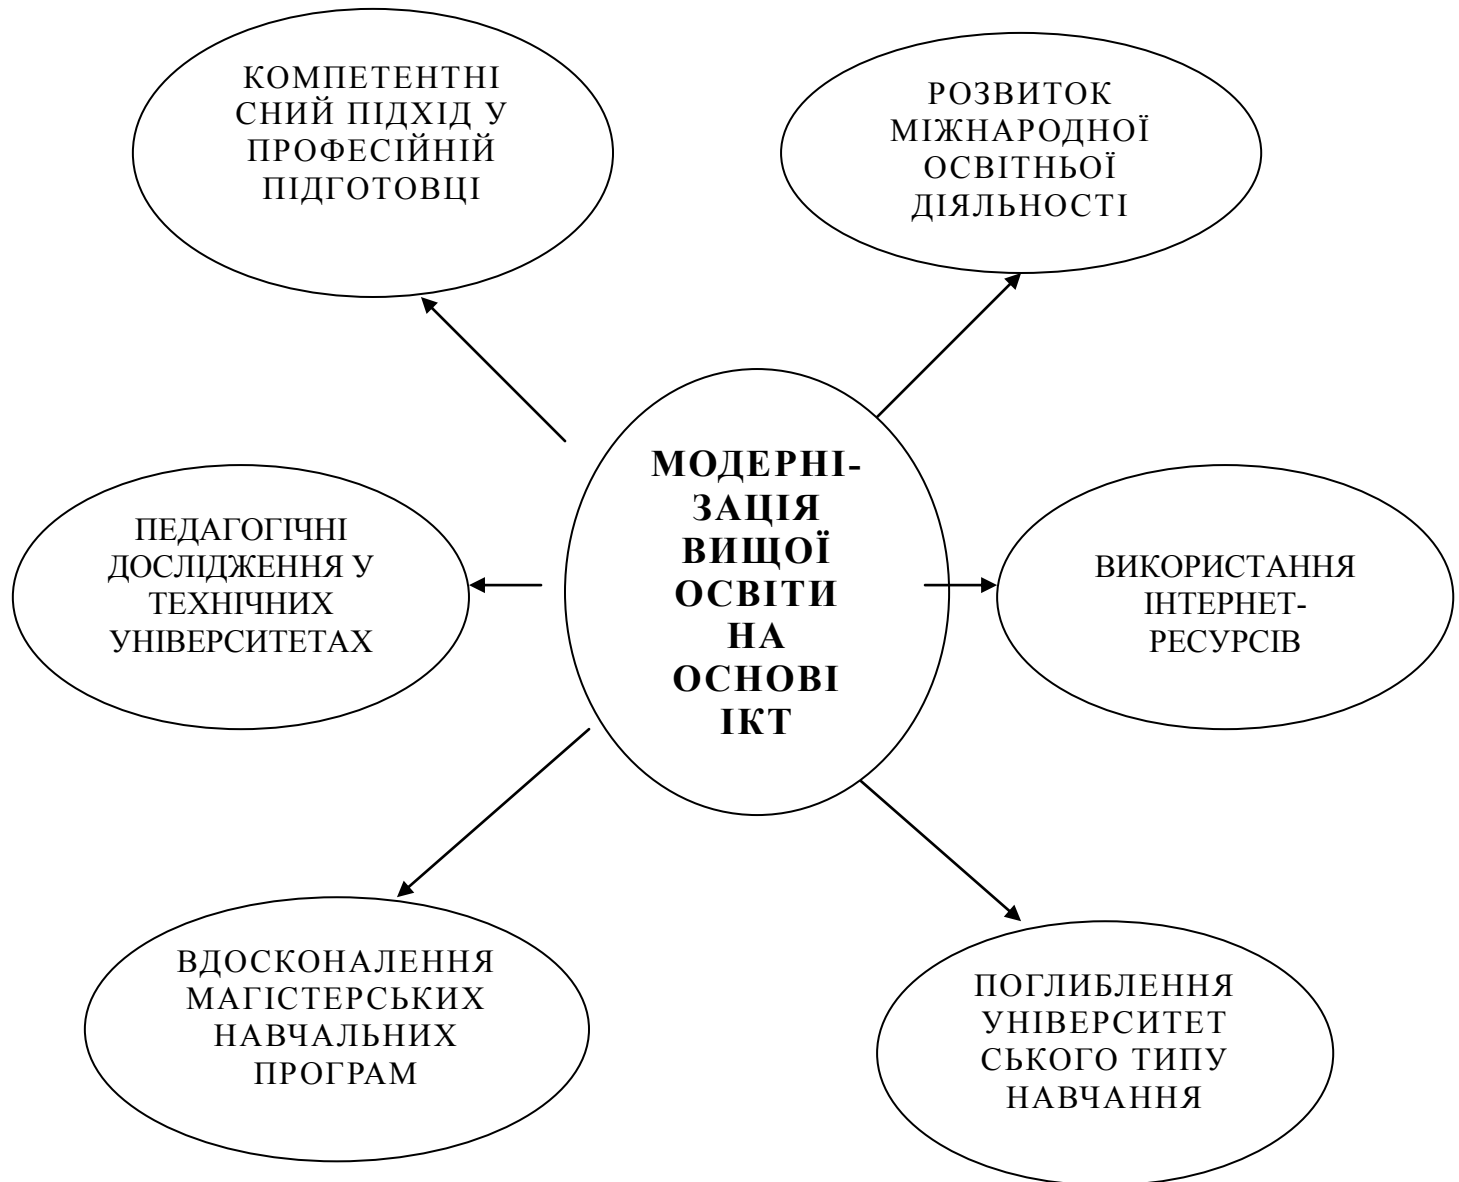 КОМПЕТЕНТНІ
СНИЙ ПІДХІД У
ПРОФЕСІЙНІЙ
ПІДГОТОВЦІ
РОЗВИТОК
МІЖНАРОДНОЇ
ОСВІТНЬОЇ
ДІЯЛЬНОСТІ
МОДЕРНІ-
ЗАЦІЯ
ВИЩОЇ
ОСВІТИ
НА
ОСНОВІ
ІКТ
ПЕДАГОГІЧНІ
ДОСЛІДЖЕННЯ У
ТЕХНІЧНИХ
УНІВЕРСИТЕТАХ
ВИКОРИСТАННЯ
ІНТЕРНЕТ-
РЕСУРСІВ
ВДОСКОНАЛЕННЯ
МАГІСТЕРСЬКИХ
НАВЧАЛЬНИХ
ПРОГРАМ
ПОГЛИБЛЕННЯ
УНІВЕРСИТЕТ
СЬКОГО ТИПУ
НАВЧАННЯ